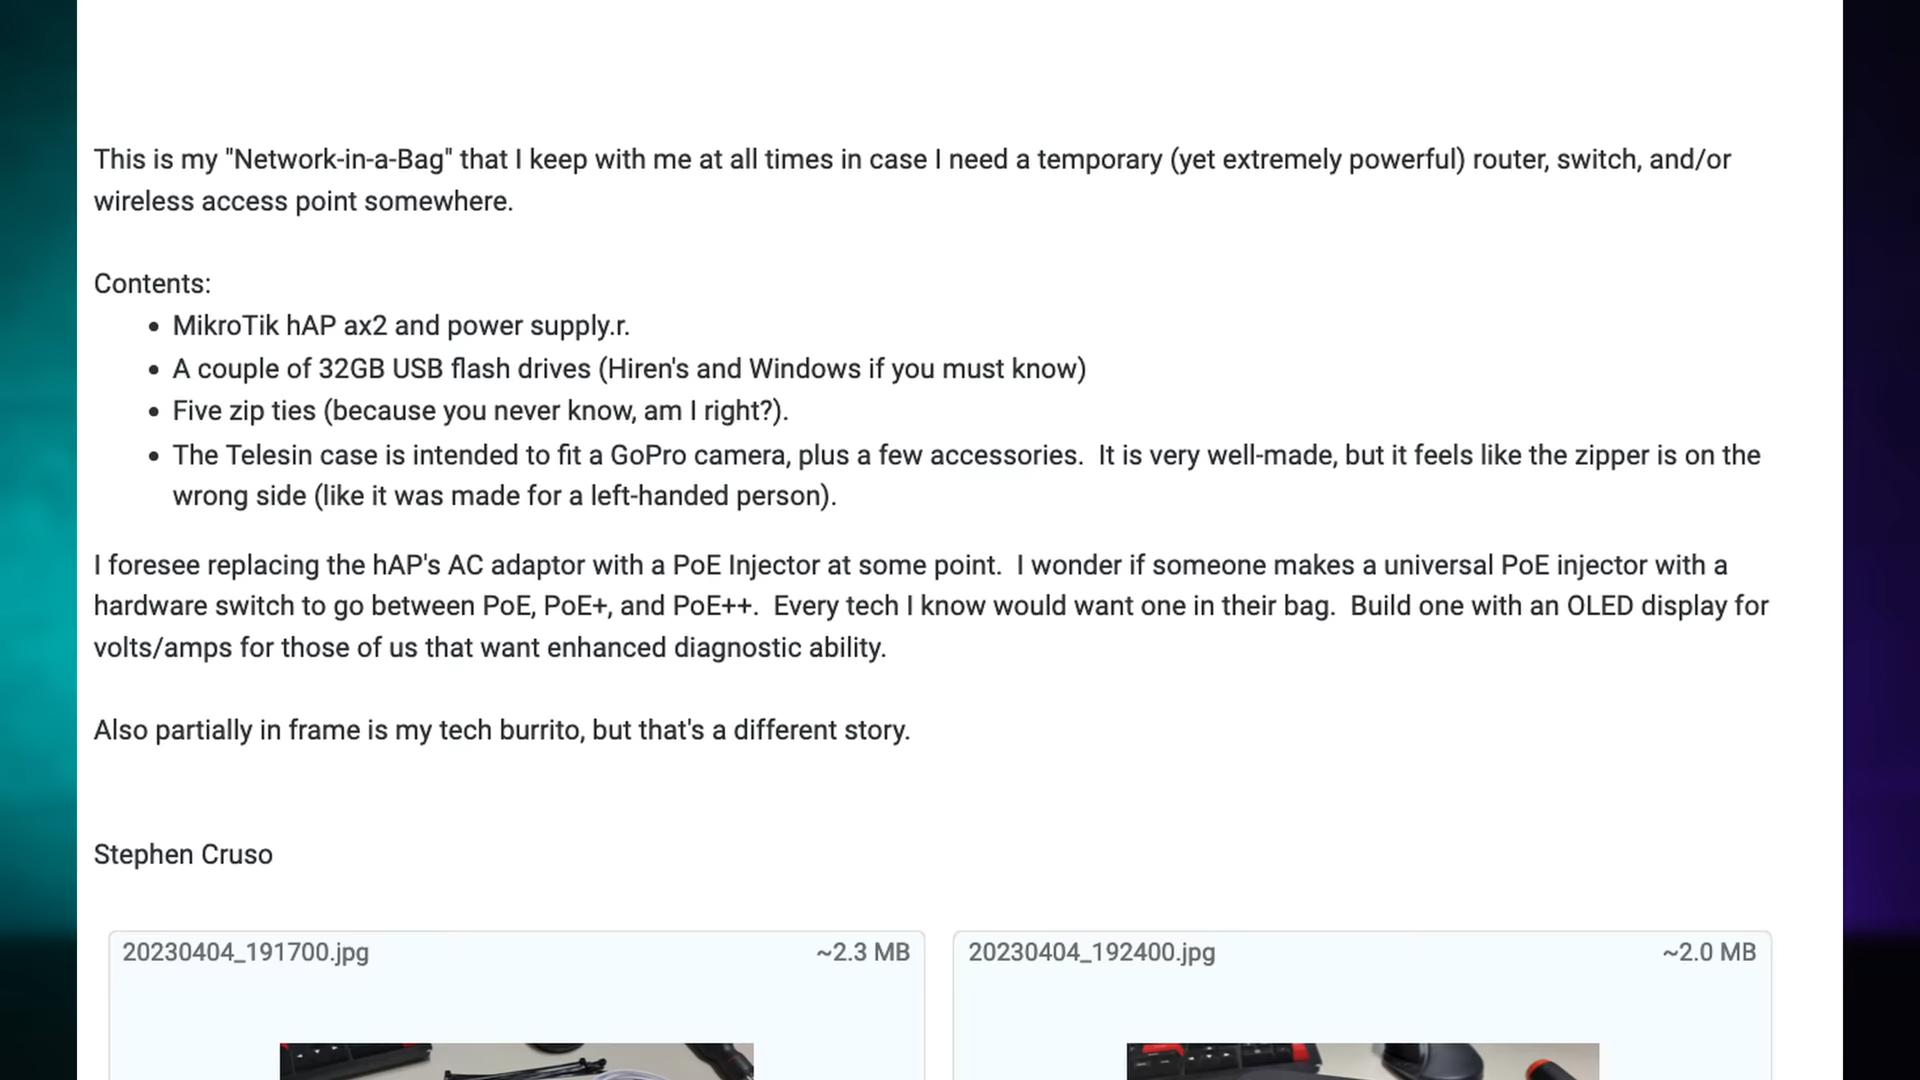 This is my "Network-in-a-Bag" that I keep with me at all times in case I need a temporary (yet extremely powerful) router, switch, and/or
wireless access point somewhere.
Contents:
• MikroTik hAP ax2 and power supply.r.
• A couple of 32GB USB flash drives (Hiren's and Windows if you must know)
• Five zip ties (because you never know, am I right?).
• The Telesin case is intended to fit a GoPro camera, plus a few accessories.  It is very well-made, but it feels like the zipper is on the
wrong side (like it was made for a left-handed person).
I foresee replacing the hAP's AC adaptor with a PoE Injector at some point.  I wonder if someone makes a universal PoE injector with a
hardware switch to go between PoE, PoE+, and PoE++.  Every tech I know would want one in their bag.  Build one with an OLED display for
volts/amps for those of us that want enhanced diagnostic ability.
Also partially in frame is my tech burrito, but that's a different story.
Stephen Cruso
20230404_191700.jpg ~2.3 MB
20230404_192400.jpg ~2.0 MB